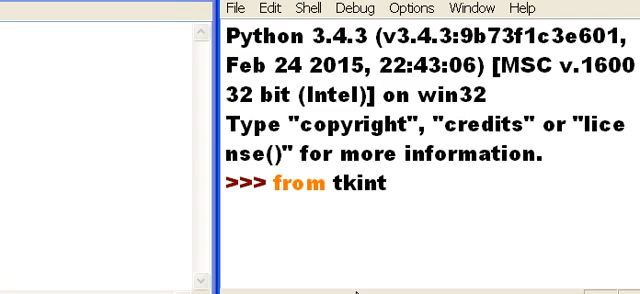 File Edit Shell Debug Options Window Help
Python 3.4.3 (v3.4.3:9b73f1c3e601,
Feb 24 2015, 22:43:06) [MSC v.1600
32 bit (Intel)] on win32
Type "copyright", "credits" or "lice
nse()" for more information.
>>> from tkint